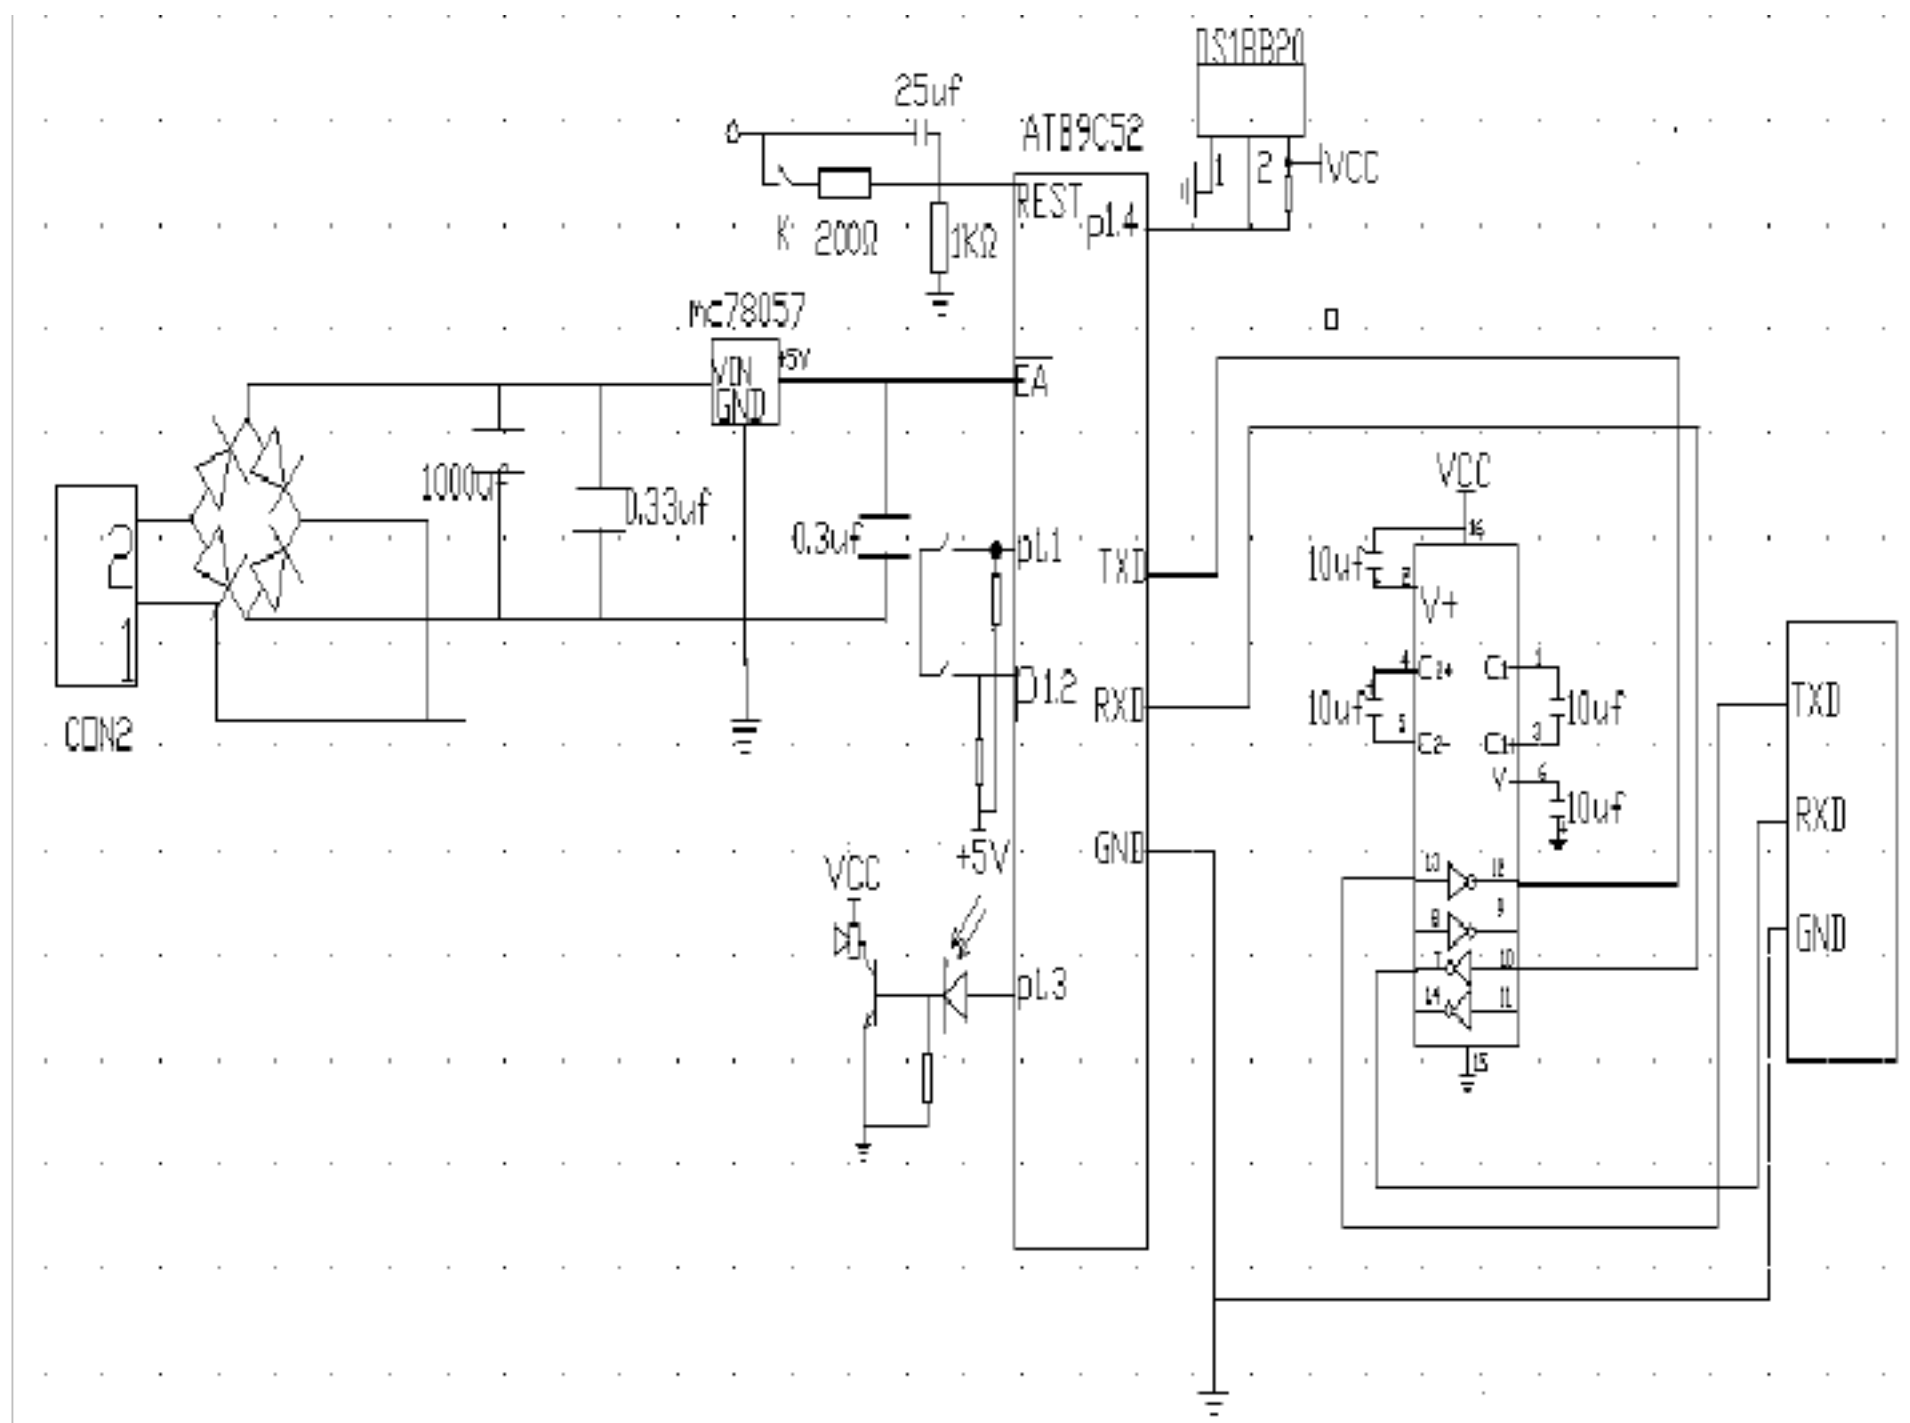 DS18B20
25uf
AT89C52
1
2
VCC
REST
p1.4
K
200Ω
1KΩ
mc78057
+5V
VIN
GND
EA
VCC
16
1000uf
0.33uf
0.3uf
p1.1
TXD
10uf
2
V+
2
1
4
C2+
C1
1
TXD
p1.2
RXD
10uf
10uf
5
C2-
C1+
3
CON2
V
6
10uf
RXD
GND
+5V
VCC
13
12
8
9
GND
7
10
p1.3
14
11
15